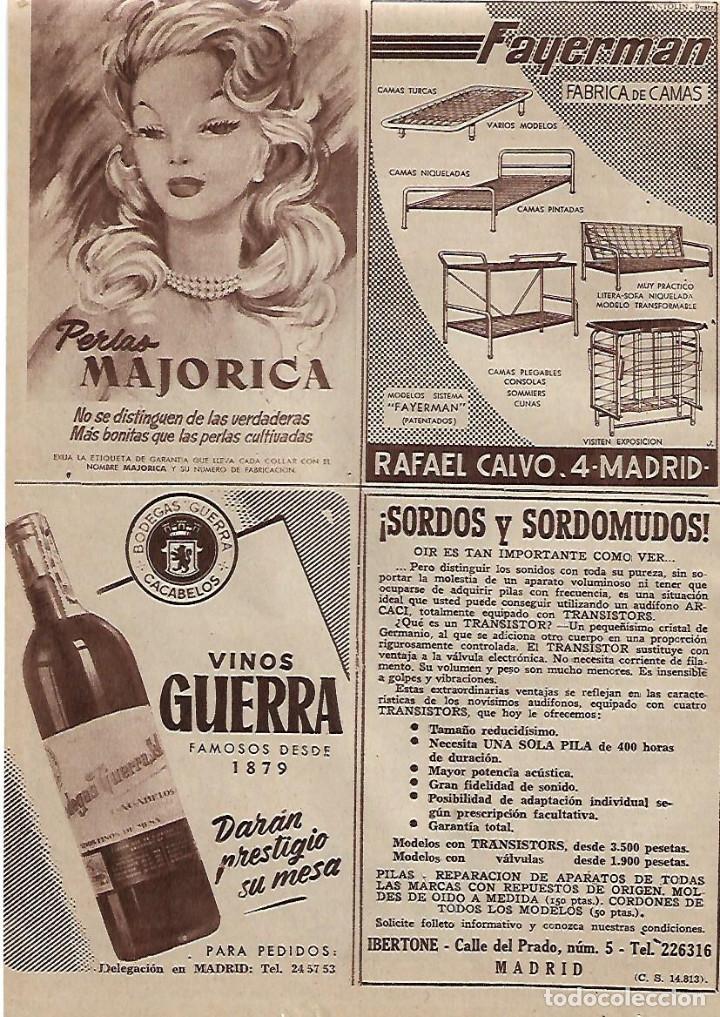 Perlas
MAJORICA
No se distinguen de las verdaderas
Más bonitas que las perlas cultivadas
EXIJA LA ETIQUETA DE GARANTIA QUE LLEVA CADA COLLAR CON EL
NOMBRE MAJORICA Y SU NUMERO DE FABRICACION.
Fayerman
FABRICA DE CAMAS
CAMAS TURCAS
VARIOS MODELOS
CAMAS NIQUELADAS
CAMAS PINTADAS
MUY PRACTICO
LITERA-SOFA NIQUELADA
MODELO TRANSFORMABLE
CAMAS PLEGABLES
CONSOLAS
SOMMIERS
CUNAS
MODELOS SISTEMA
"FAYERMAN"
(PATENTADOS)
VISITEN EXPOSICION
RAFAEL CALVO. 4-MADRID-
BODEGAS GUERRA
CACABELOS
VINOS
GUERRA
FAMOSOS DESDE
1879
Darán
prestigio
su mesa
PARA PEDIDOS:
Delegación en MADRID: Tel. 24 57 53
¡SORDOS y SORDOMUDOS!
OIR ES TAN IMPORTANTE COMO VER...
... Pero distinguir los sonidos con toda su pureza, sin so-
portar la molestia de un aparato voluminoso ni tener que
ocuparse de adquirir pilas con frecuencia, es una situación
ideal que usted puede conseguir utilizando un audífono AR-
CACI, totalmente equipado con TRANSISTORS.
¿Qué es un TRANSISTOR? —Un pequeñísimo cristal de
Germanio, al que se adiciona otro cuerpo en una proporción
rigurosamente controlada. El TRANSISTOR sustituye con
ventaja a la válvula electrónica. No necesita corriente de fila-
mento. Su volumen y peso son mucho menores. Es insensible
a golpes y vibraciones.
Estas extraordinarias ventajas se reflejan en las caracte-
rísticas de los novísimos audífonos, equipado con cuatro
TRANSISTORS, que hoy le ofrecemos:
• Tamaño reducidísimo.
• Necesita UNA SOLA PILA de 400 horas
de duración.
• Mayor potencia acústica.
• Gran fidelidad de sonido.
• Posibilidad de adaptación individual se-
gún prescripción facultativa.
• Garantía total.
Modelos con TRANSISTORS, desde 3.500 pesetas.
Modelos con válvulas desde 1.900 pesetas.
PILAS . REPARACION DE APARATOS DE TODAS
LAS MARCAS CON REPUESTOS DE ORIGEN. MOL-
DES DE OIDO A MEDIDA (150 ptas.). CORDONES DE
TODOS LOS MODELOS (50 ptas.).
Solicite folleto informativo y conozca nuestras condiciones.
IBERTONE - Calle del Prado, núm. 5 - Tel. 226316
MADRID
(C. S. 14.813).
todocoleccion